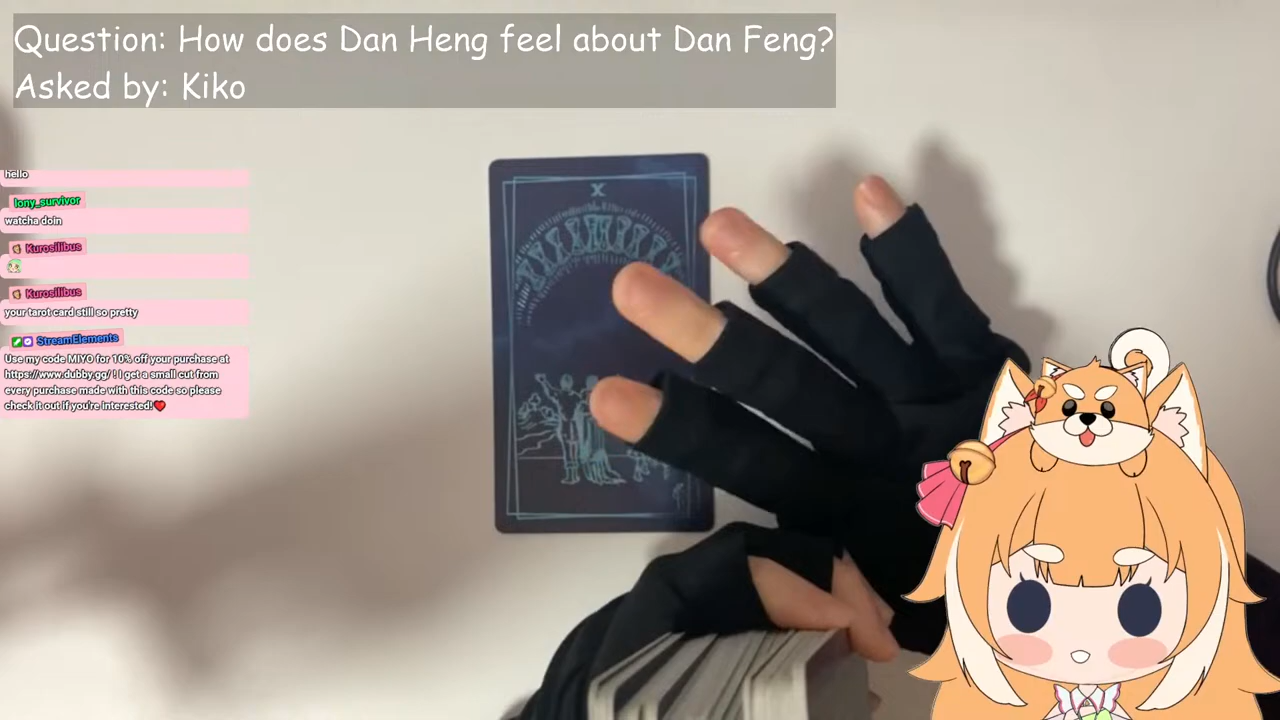 Question: How does Dan Heng feel about Dan Feng?
Asked by: Kiko
hello
lony_survivor
watcha doin
Kurosilibus
Kurosilibus
your tarot card still so pretty
StreamElements
Use my code MIYO for 10% off your purchase at
https://www.dubby.gg/ ! I get a small cut from
every purchase made with this code so please
check it out if you're interested!
X